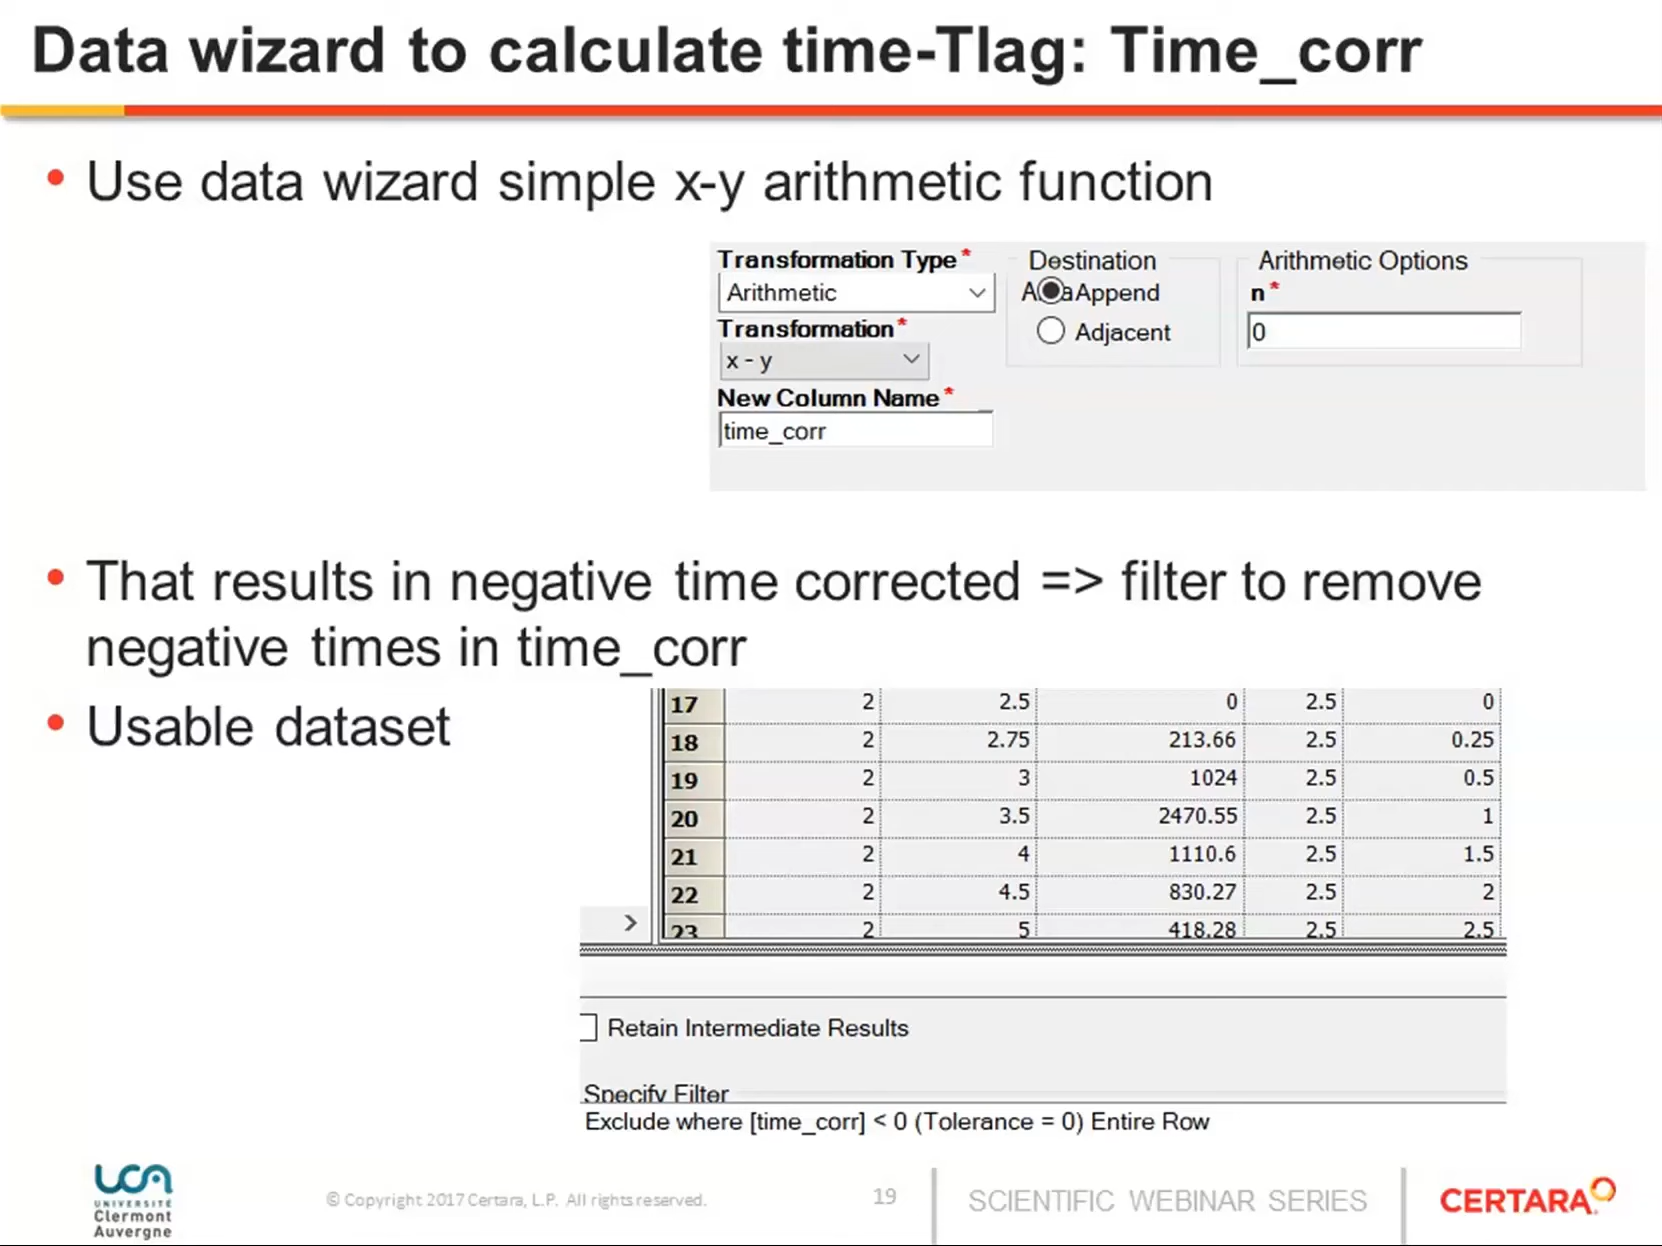 Data wizard to calculate time-Tlag: Time_corr
• Use data wizard simple x-y arithmetic function
Transformation Type*
Arithmetic
Transformation*
x - y
New Column Name*
time_corr
Destination
Append
Adjacent
Arithmetic Options
n*
0
• That results in negative time corrected => filter to remove
negative times in time_corr
• Usable dataset
17 2 2.5 0 2.5 0
18 2 2.75 213.66 2.5 0.25
19 2 3 1024 2.5 0.5
20 2 3.5 2470.55 2.5 1
21 2 4 1110.6 2.5 1.5
22 2 4.5 830.27 2.5 2
23 2 5 418.28 2.5 2.5
>
Retain Intermediate Results
Specify Filter
Exclude where [time_corr] < 0 (Tolerance = 0) Entire Row
UCA
UNIVERSITÉ
Clermont
Auvergne
© Copyright 2017 Certara, L.P. All rights reserved.
19
SCIENTIFIC WEBINAR SERIES
CERTARA